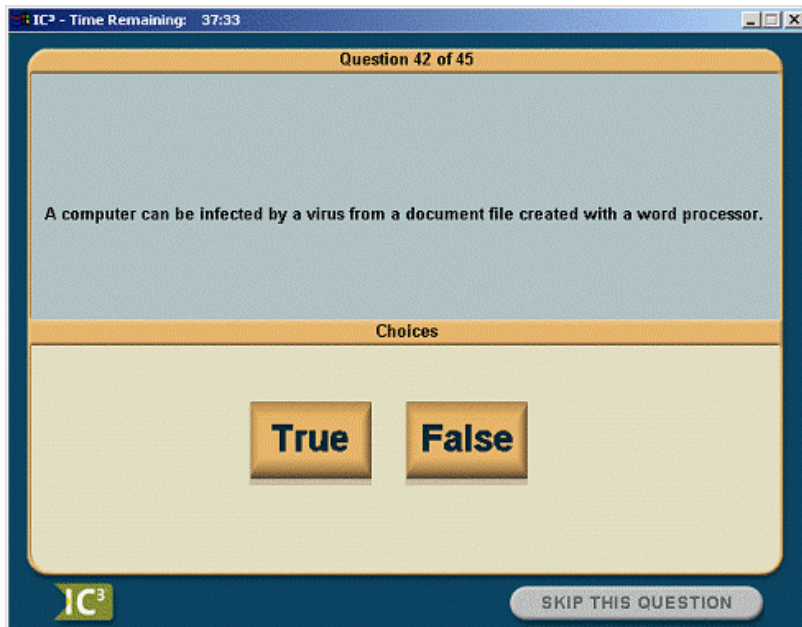 IC³ - Time Remaining: 37:33
Question 42 of 45
A computer can be infected by a virus from a document file created with a word processor.
Choices
True False
IC³ SKIP THIS QUESTION